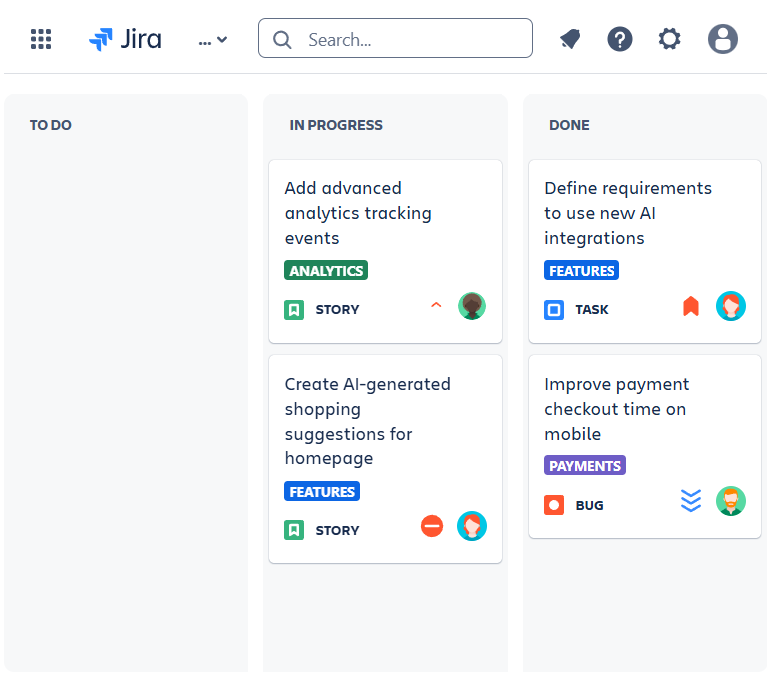 Jira
...
Search...
TO DO
IN PROGRESS
Add advanced
analytics tracking
events
ANALYTICS
STORY
Create AI-generated
shopping
suggestions for
homepage
FEATURES
STORY
DONE
Define requirements
to use new AI
integrations
FEATURES
TASK
Improve payment
checkout time on
mobile
PAYMENTS
BUG